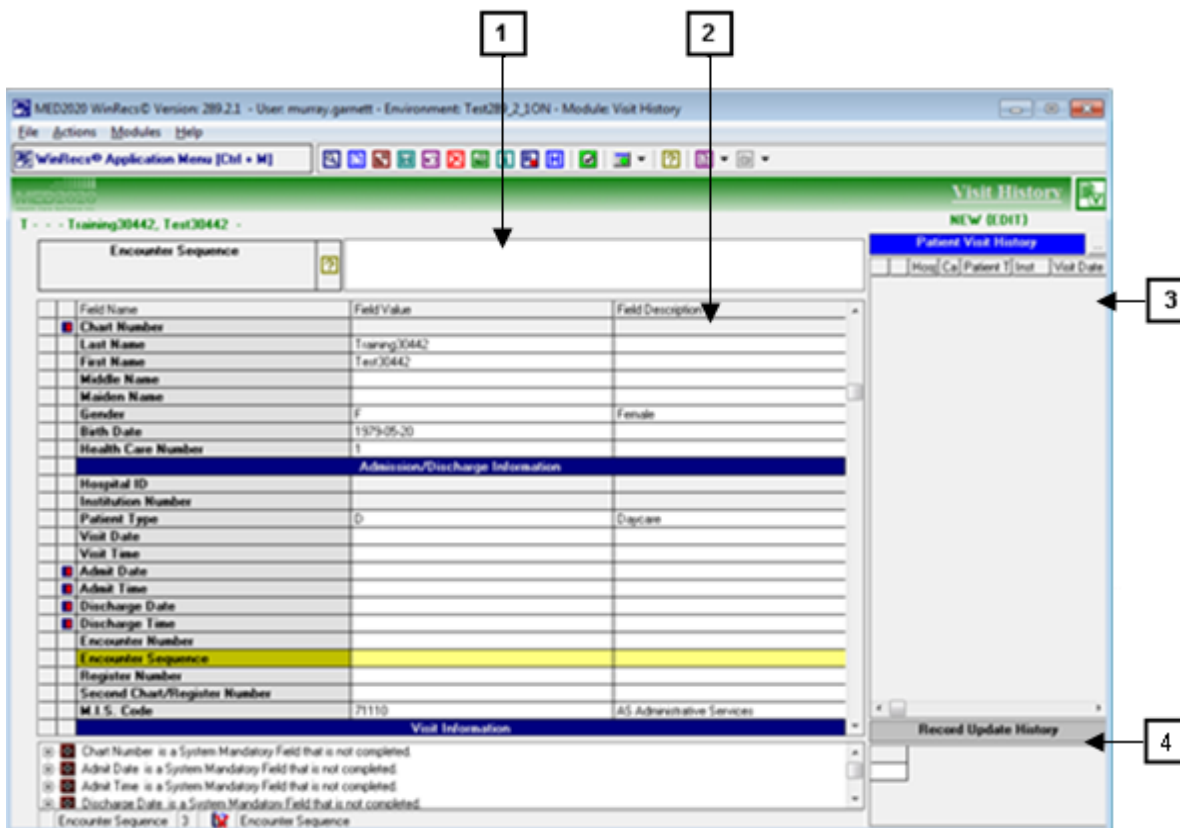 1 2
MED2020 WinRecs© Version: 289.2.1 - User: murray.garnett - Environment: Test289_2_1ON - Module: Visit History
File Actions Modules Help
WinRecs© Application Menu [Ctrl + M]
MED2020
Visit History
T - - - Training30442, Test30442 -
NEW (EDIT)
Encounter Sequence
Patient Visit History ...
Hosp Ca Patient T Inst Visit Date
3
Field Name Field Value Field Description
Chart Number
Last Name Training30442
First Name Test30442
Middle Name
Maiden Name
Gender F Female
Birth Date 1979-05-20
Health Care Number 1
Admission/Discharge Information
Hospital ID
Institution Number
Patient Type D Daycare
Visit Date
Visit Time
Admit Date
Admit Time
Discharge Date
Discharge Time
Encounter Number
Encounter Sequence
Register Number
Second Chart/Register Number
M.I.S. Code 71110 AS Administrative Services
Visit Information
Record Update History
4
Chart Number is a System Mandatory Field that is not completed.
Admit Date is a System Mandatory Field that is not completed.
Admit Time is a System Mandatory Field that is not completed.
Discharge Date is a System Mandatory Field that is not completed.
Encounter Sequence 3 Encounter Sequence